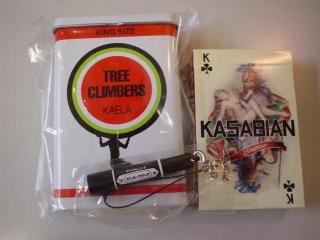 KING SIZE
TREE
CLIMBERS
KAELA
K
KASABIAN
K